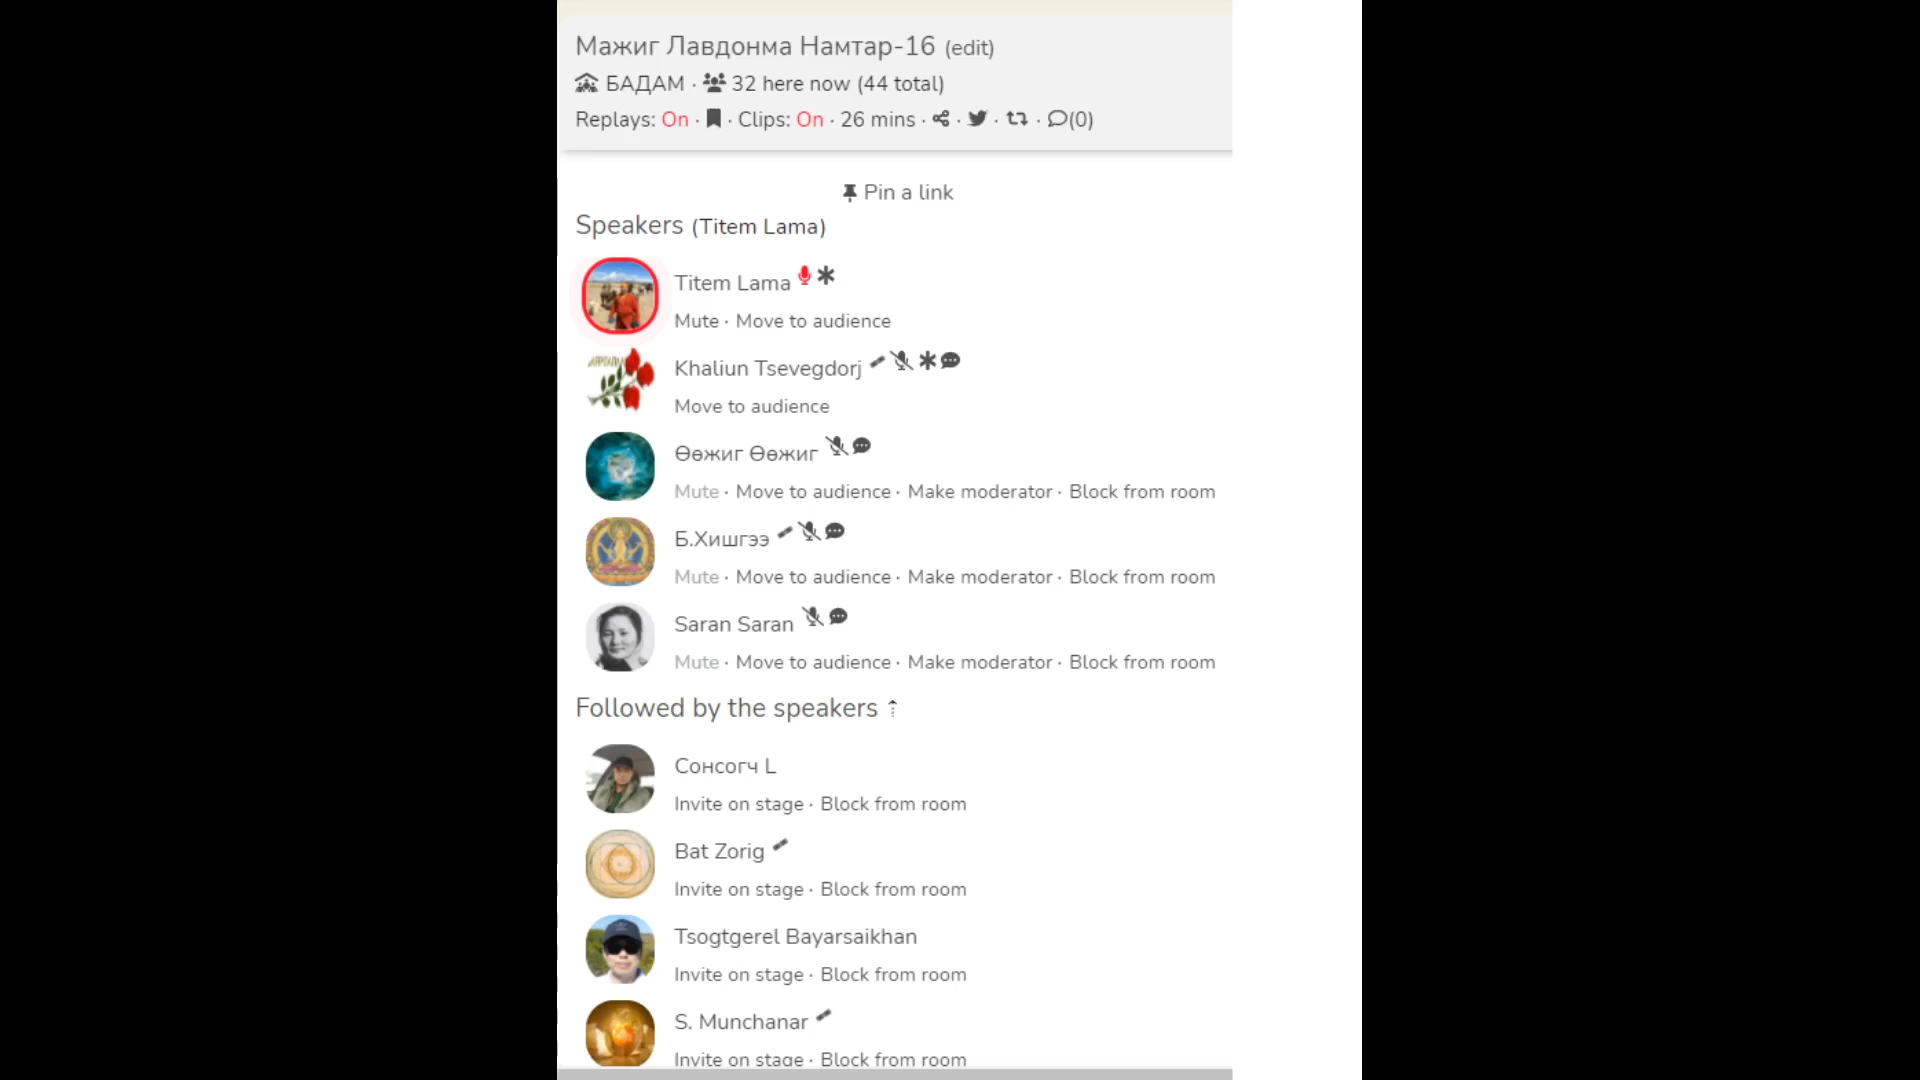 Мажиг Лавдонма Намтар-16 (edit)
БАДАМ · 32 here now (44 total)
Replays: On · · Clips: On · 26 mins · · · · (0)
Pin a link
Speakers (Titem Lama)
Titem Lama
Mute · Move to audience
Khaliun Tsevegdorj
Move to audience
Өөжиг Өөжиг
Mute · Move to audience · Make moderator · Block from room
Б.Хишгээ
Mute · Move to audience · Make moderator · Block from room
Saran Saran
Mute · Move to audience · Make moderator · Block from room
Followed by the speakers
Сонсогч L
Invite on stage · Block from room
Bat Zorig
Invite on stage · Block from room
Tsogtgerel Bayarsaikhan
Invite on stage · Block from room
S. Munchanar
Invite on stage · Block from room